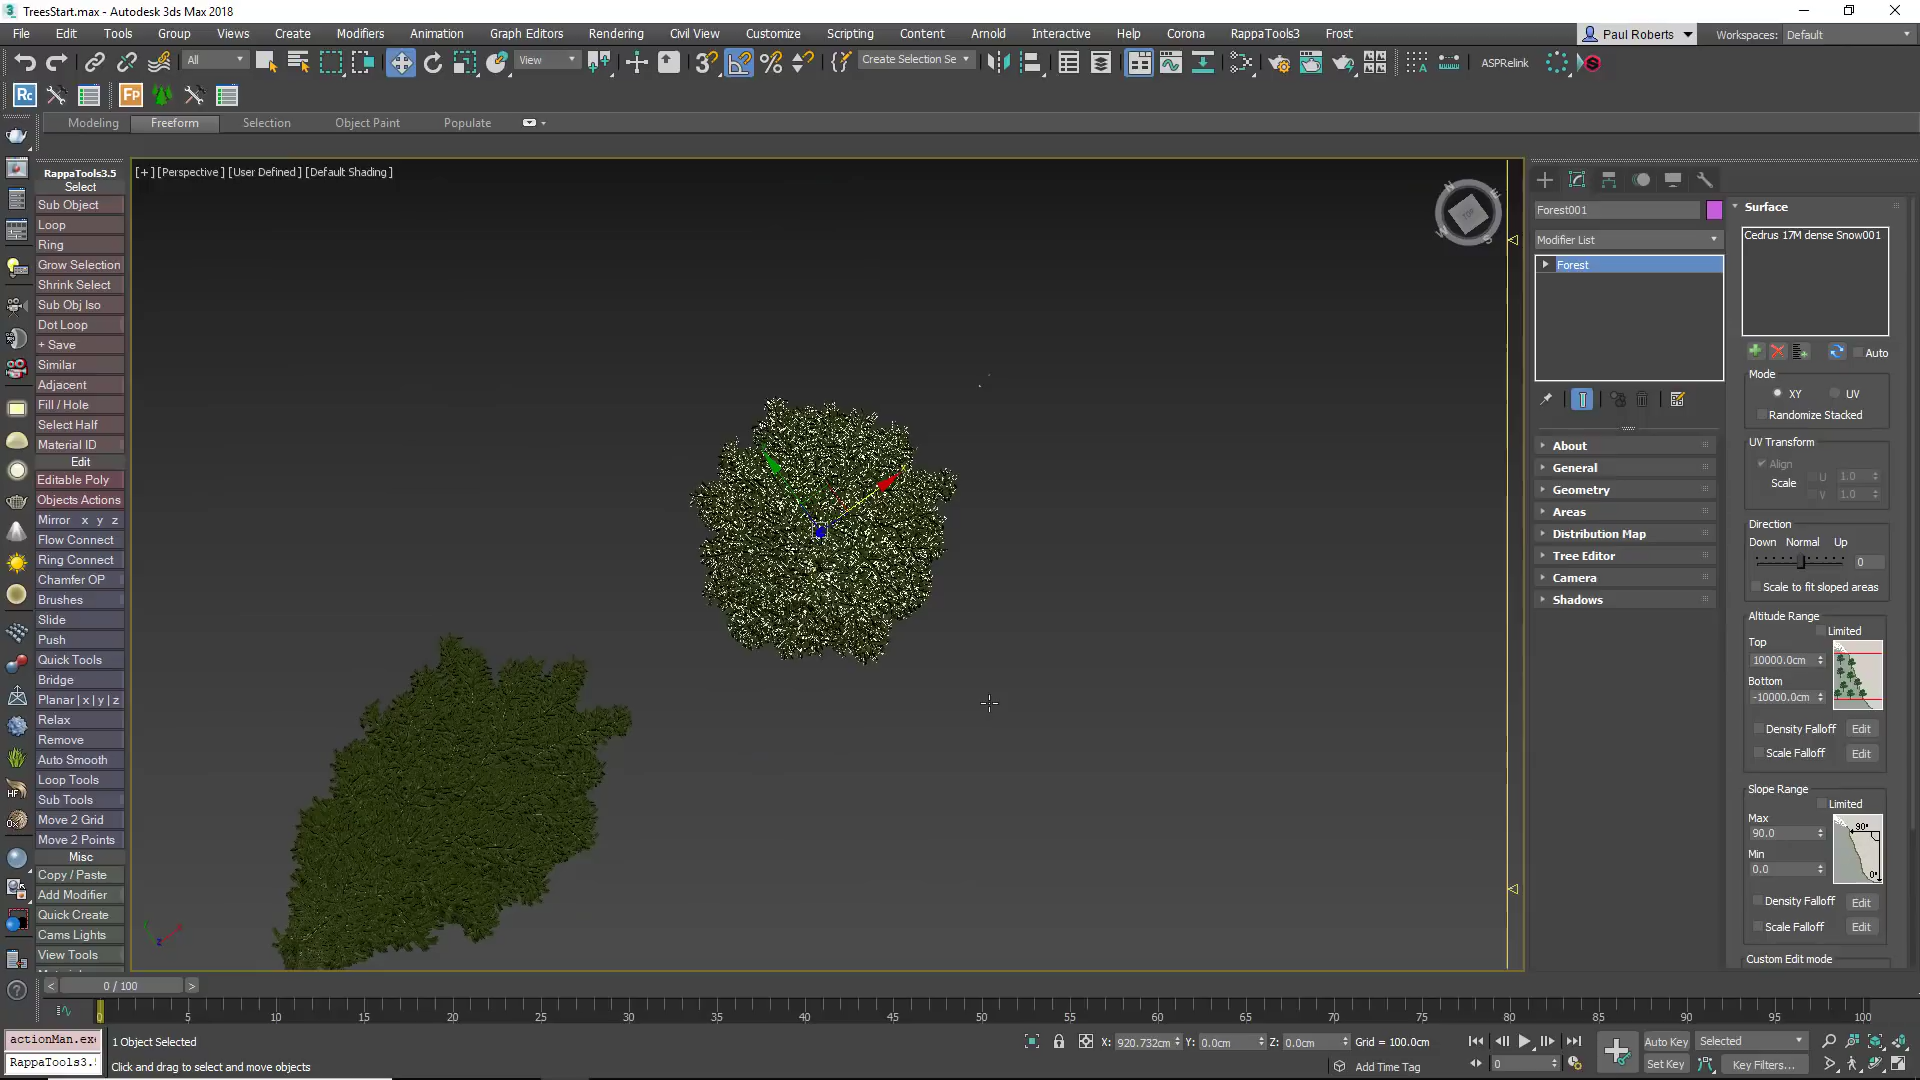 TreesStart.max - Autodesk 3ds Max 2018
File Edit Tools Group Views Create Modifiers Animation Graph Editors Rendering Civil View Customize Scripting Content Arnold Interactive Help Corona RappaTools3 Frost Paul Roberts Workspaces: Default
All View Create Selection Se ASPRelink
Modeling Freeform Selection Object Paint Populate
RappaTools3.5
Select
Sub Object
Loop
Ring
Grow Selection
Shrink Select
Sub Obj Iso
Dot Loop
+ Save
Similar
Adjacent
Fill / Hole
Select Half
Material ID
Edit
Editable Poly
Objects Actions
Mirror x y z
Flow Connect
Ring Connect
Chamfer OP
Brushes
Slide
Push
Quick Tools
Bridge
Planar | x | y | z
Relax
Remove
Auto Smooth
Loop Tools
Sub Tools
Move 2 Grid
Move 2 Points
Misc
Copy / Paste
Add Modifier
Quick Create
Cams Lights
View Tools
[+] [Perspective] [User Defined] [Default Shading]
TOP
N
E
S
W
Forest001
Modifier List
Forest
About
General
Geometry
Areas
Distribution Map
Tree Editor
Camera
Shadows
Surface
Cedrus 17M dense Snow001
Auto
Mode
XY UV
Randomize Stacked
UV Transform
Align
Scale U 1.0
V 1.0
Direction
Down Normal Up
0
Scale to fit sloped areas
Altitude Range
Limited
Top
10000.0cm
Bottom
-10000.0cm
Density Falloff Edit
Scale Falloff Edit
Slope Range
Limited
Max
90.0
Min
0.0
90°
0°
Density Falloff Edit
Scale Falloff Edit
Custom Edit mode
< 0 / 100 >
0 5 10 15 20 25 30 35 40 45 50 55 60 65 70 75 80 85 90 95 100
actionMan.exe
RappaTools3.5
1 Object Selected
Click and drag to select and move objects
X: 920.732cm Y: 0.0cm Z: 0.0cm Grid = 100.0cm
Add Time Tag
0
Auto Key Selected
Set Key Key Filters...